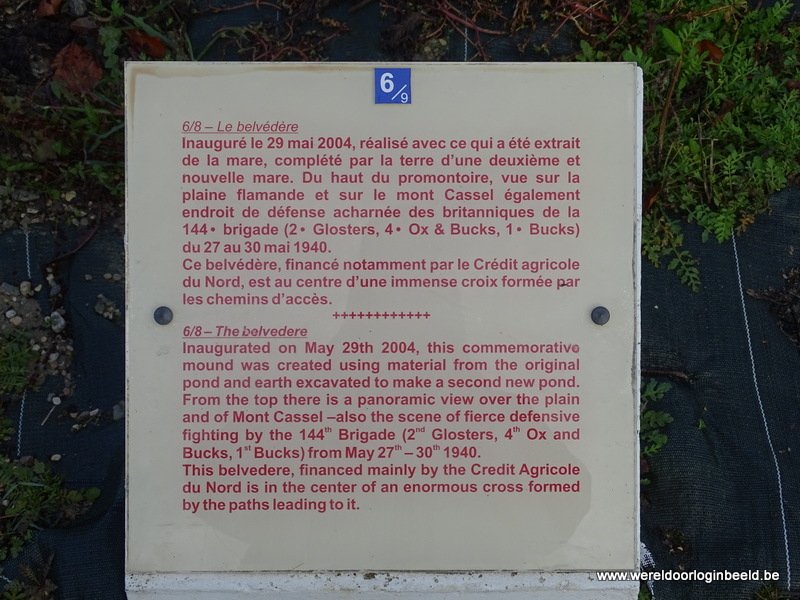 6/9
6/8 – Le belvédère
Inauguré le 29 mai 2004, réalisé avec ce qui a été extrait
de la mare, complété par la terre d'une deuxième et
nouvelle mare. Du haut du promontoire, vue sur la
plaine flamande et sur le mont Cassel également
endroit de défense acharnée des britanniques de la
144• brigade (2• Glosters, 4• Ox & Bucks, 1• Bucks)
du 27 au 30 mai 1940.
Ce belvédère, financé notamment par le Crédit agricole
du Nord, est au centre d'une immense croix formée par
les chemins d'accès.
++++++++++++
6/8 – The belvedere
Inaugurated on May 29th 2004, this commemorative
mound was created using material from the original
pond and earth excavated to make a second new pond.
From the top there is a panoramic view over the plain
and of Mont Cassel –also the scene of fierce defensive
fighting by the 144th Brigade (2nd Glosters, 4th Ox and
Bucks, 1st Bucks) from May 27th – 30th 1940.
This belvedere, financed mainly by the Credit Agricole
du Nord is in the center of an enormous cross formed
by the paths leading to it.
www.wereldoorloginbeeld.be